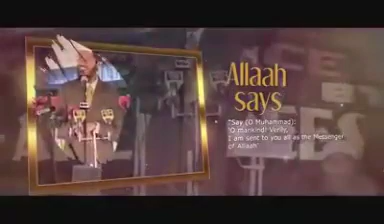 Allaah
says
"Say (O Muhammad):
'O mankind! Verily,
I am sent to you all as the Messenger
of Allaah'